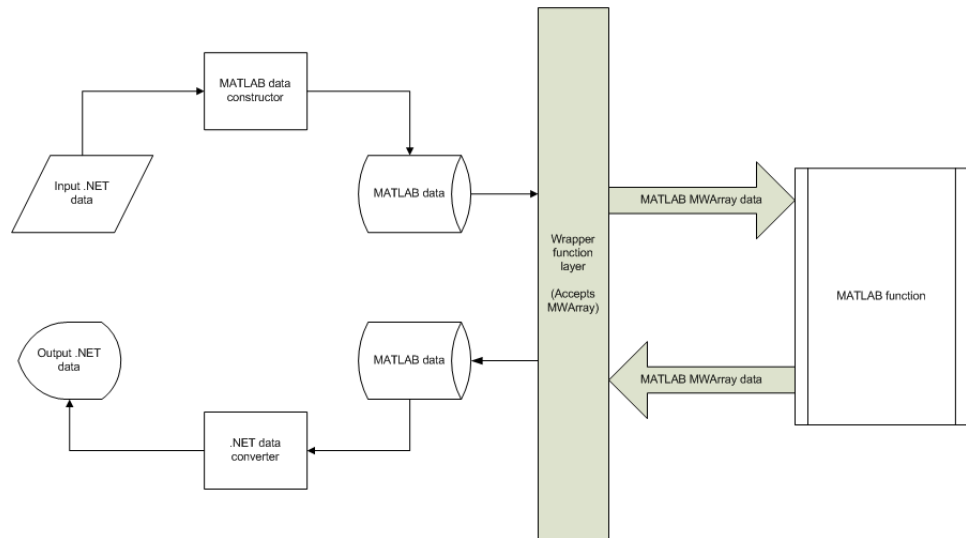 MATLAB data
constructor
Input .NET
data
MATLAB data
Wrapper
function
layer
(Accepts
MWArray)
MATLAB MWArray data
MATLAB function
MATLAB MWArray data
MATLAB data
.NET data
converter
Output .NET
data